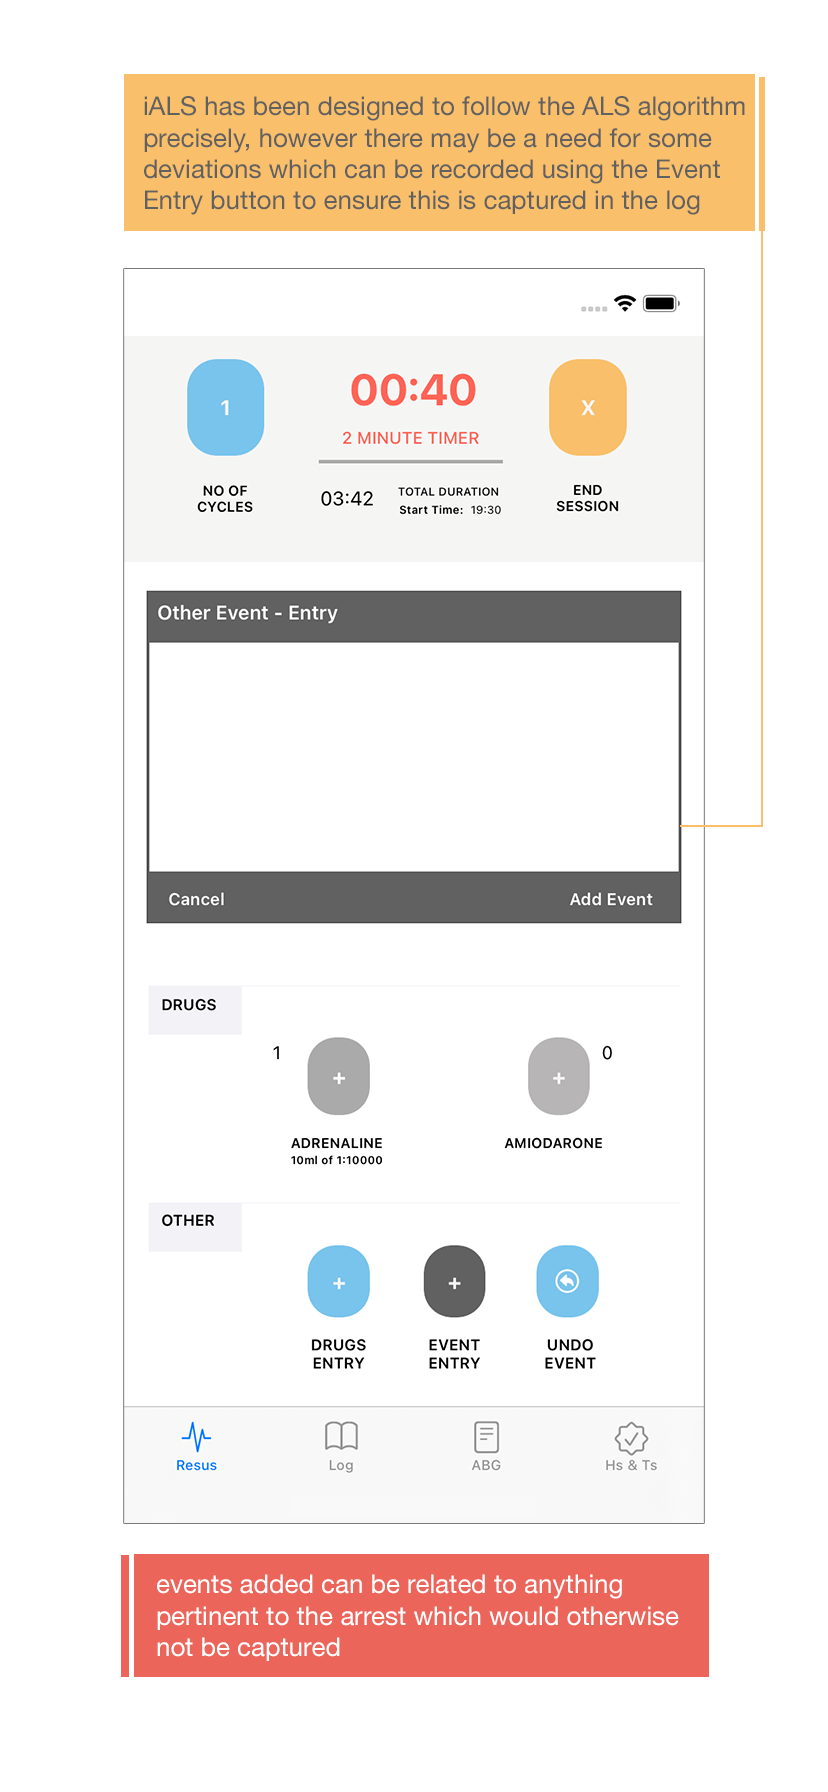 iALS has been designed to follow the ALS algorithm
precisely, however there may be a need for some
deviations which can be recorded using the Event
Entry button to ensure this is captured in the log
1
00:40
X
2 MINUTE TIMER
NO OF
CYCLES
03:42
TOTAL DURATION
Start Time: 19:30
END
SESSION
Other Event - Entry
Cancel
Add Event
DRUGS
1
+
+
0
ADRENALINE
10ml of 1:10000
AMIODARONE
OTHER
+
+
DRUGS
ENTRY
EVENT
ENTRY
UNDO
EVENT
Resus
Log
ABG
Hs & Ts
events added can be related to anything
pertinent to the arrest which would otherwise
not be captured